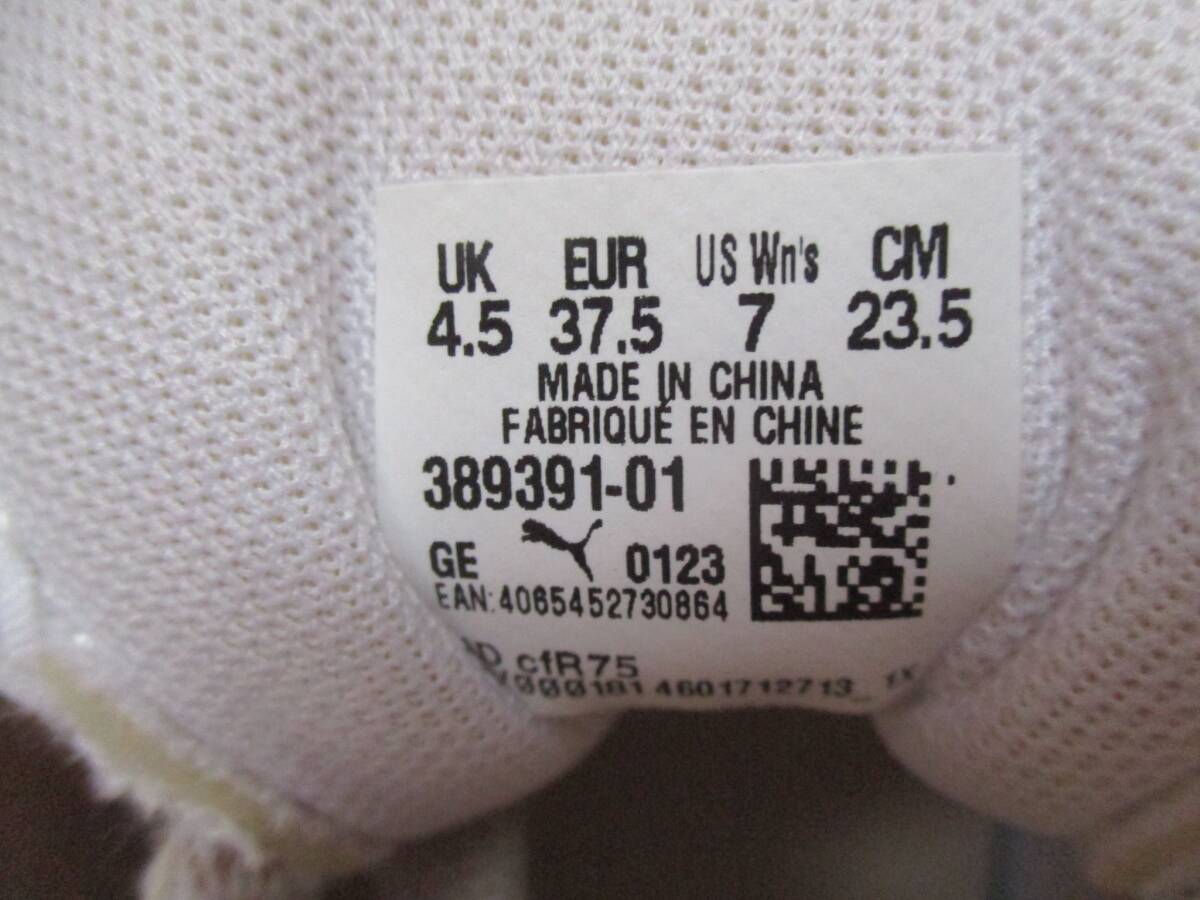 UK EUR US Wn's CM
4.5 37.5 7 23.5
MADE IN CHINA
FABRIQUÉ EN CHINE
389391-01
GE 0123
EAN:4065452730864
cfR75